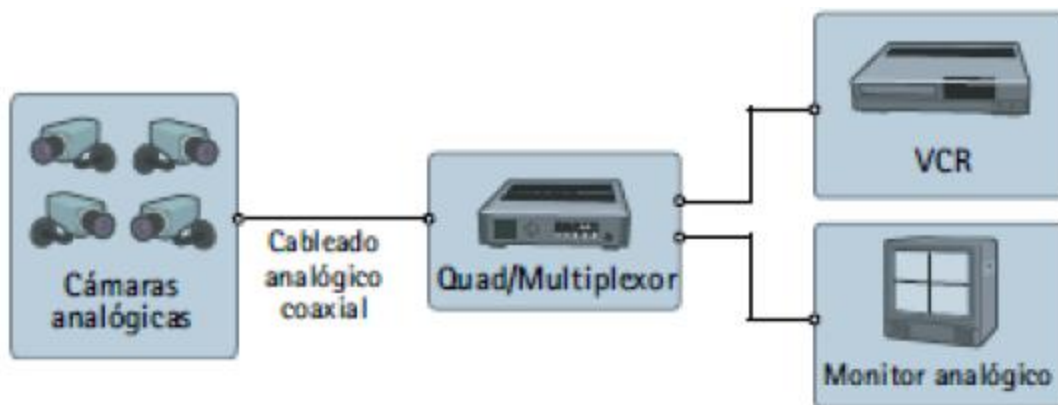 Cámaras
analógicas
Cableado
analógico
coaxial
Quad/Multiplexor
VCR
Monitor analógico